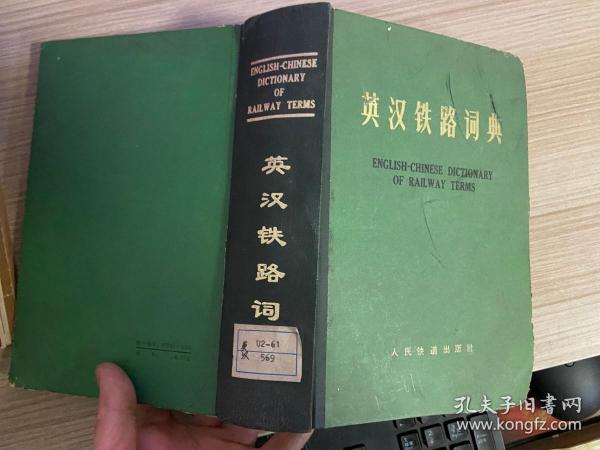 ENGLISH-CHINESE
DICTIONARY
OF
RAILWAY TERMS
英汉铁路词
U2-61
569
英汉铁路词典
ENGLISH-CHINESE DICTIONARY
OF RAILWAY TERMS
人民铁道出版社
孔夫子旧书网
www.kongfz.com